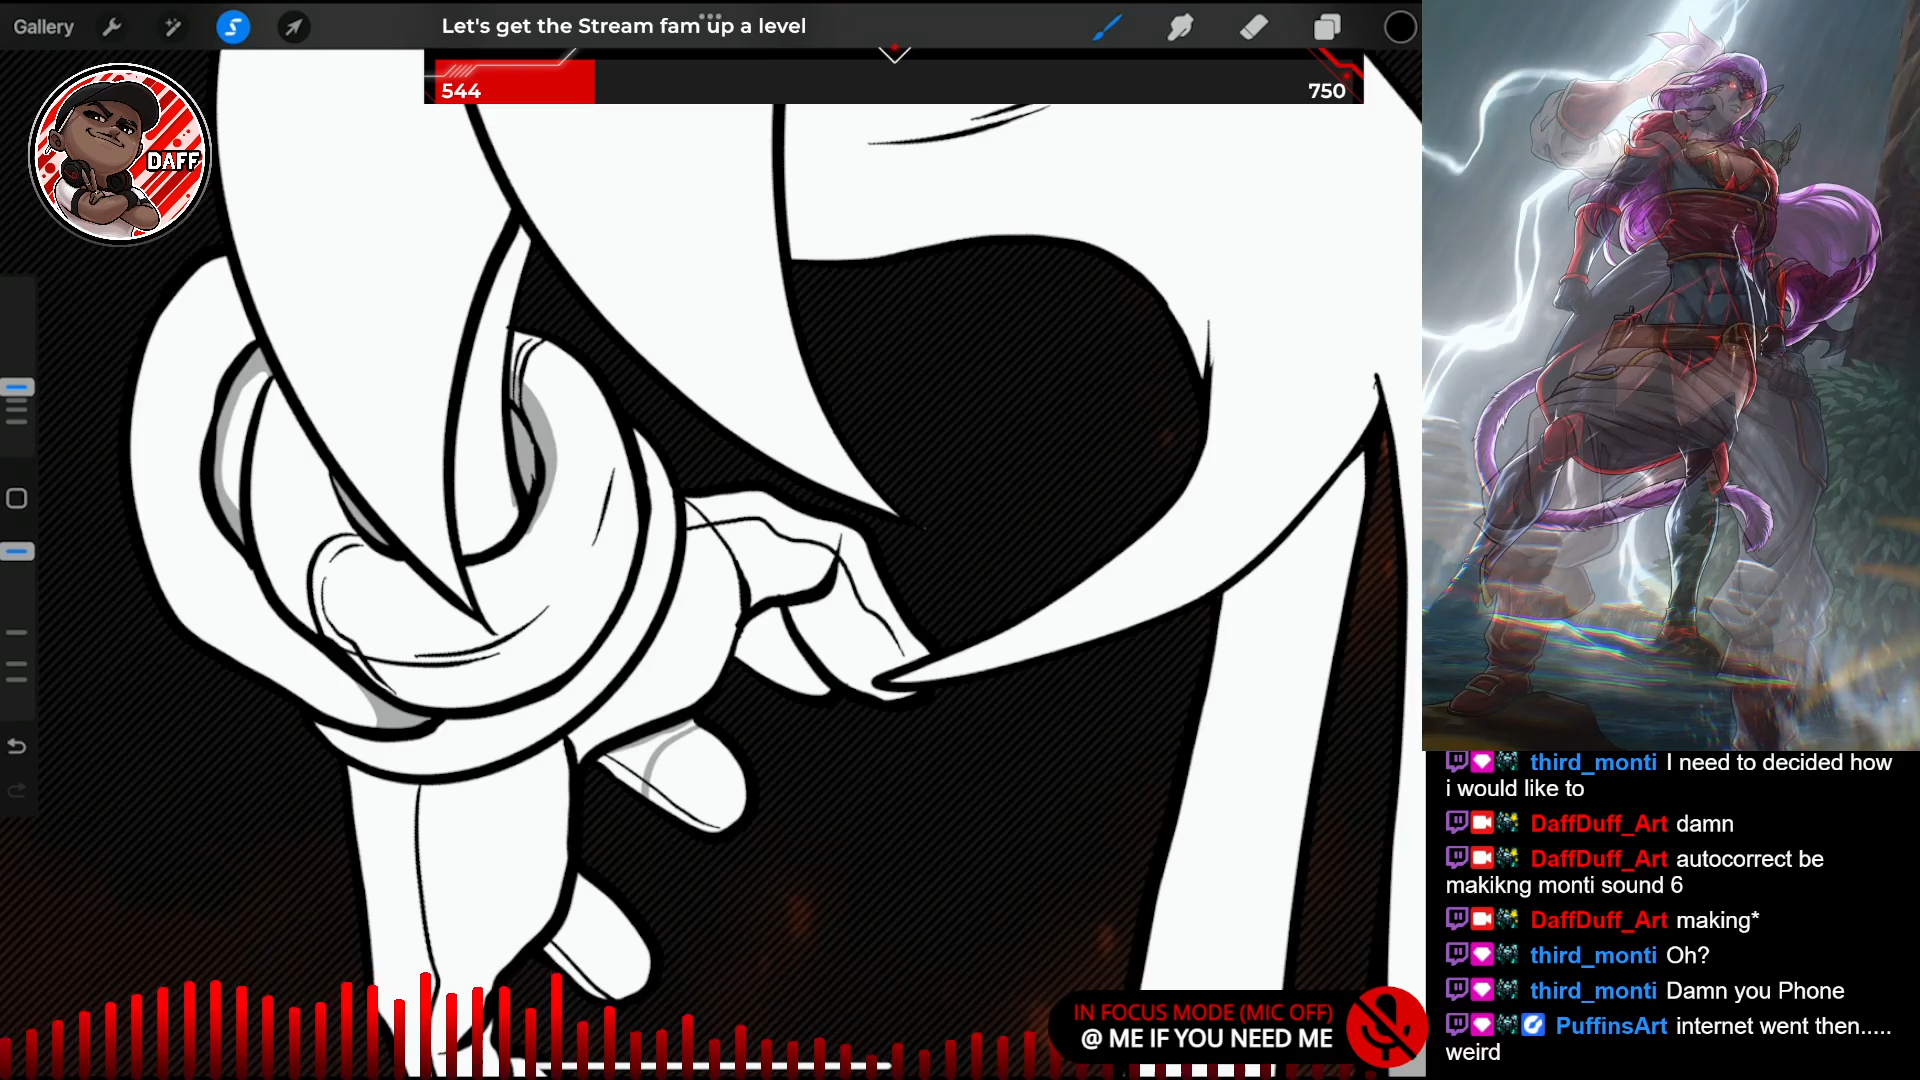 Gallery
Let's get the Stream fam up a level
544
750
DAFF
third_monti I need to decided how
i would like to
DaffDuff_Art damn
DaffDuff_Art autocorrect be
makikng monti sound 6
DaffDuff_Art making*
third_monti Oh?
third_monti Damn you Phone
PuffinsArt internet went then.....
weird
IN FOCUS MODE (MIC OFF)
@ ME IF YOU NEED ME